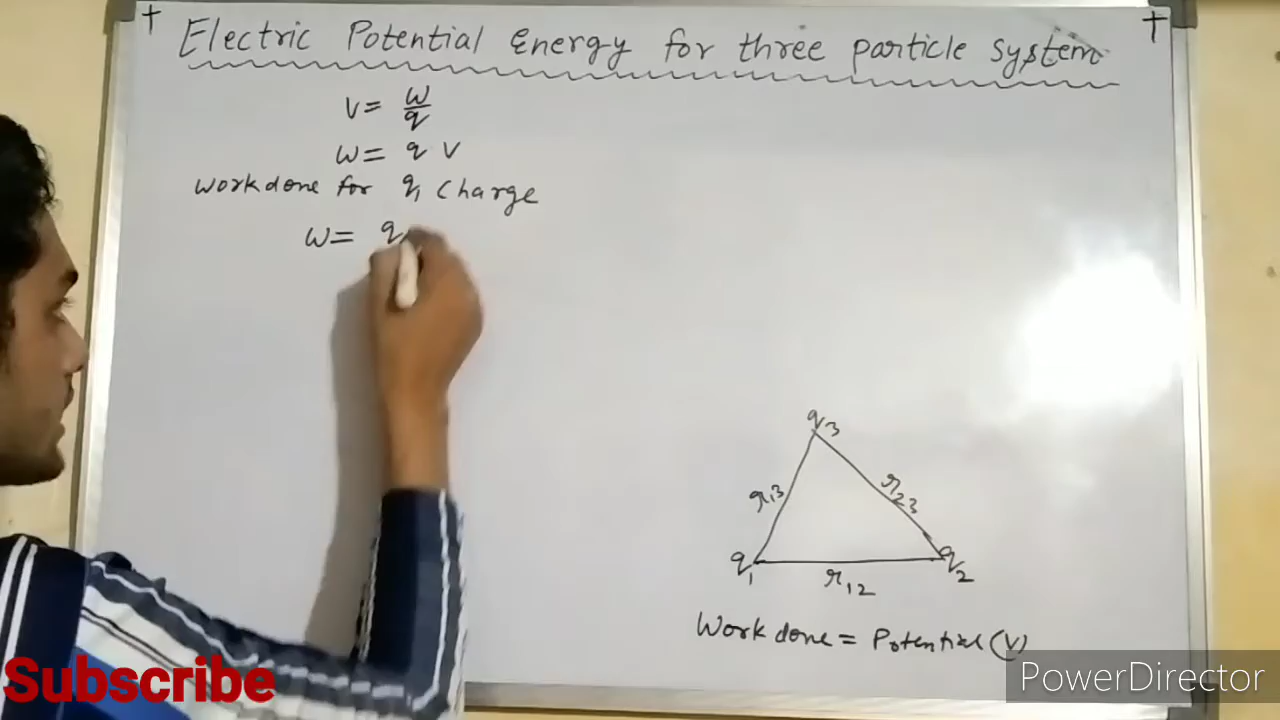 Electric Potential Energy for three particle system
V = W/q
W = q V
Workdone for q1 Charge
W = q
q3
r13
r23
q1
q2
r12
Work done = Potential (V)
Subscribe
PowerDirector